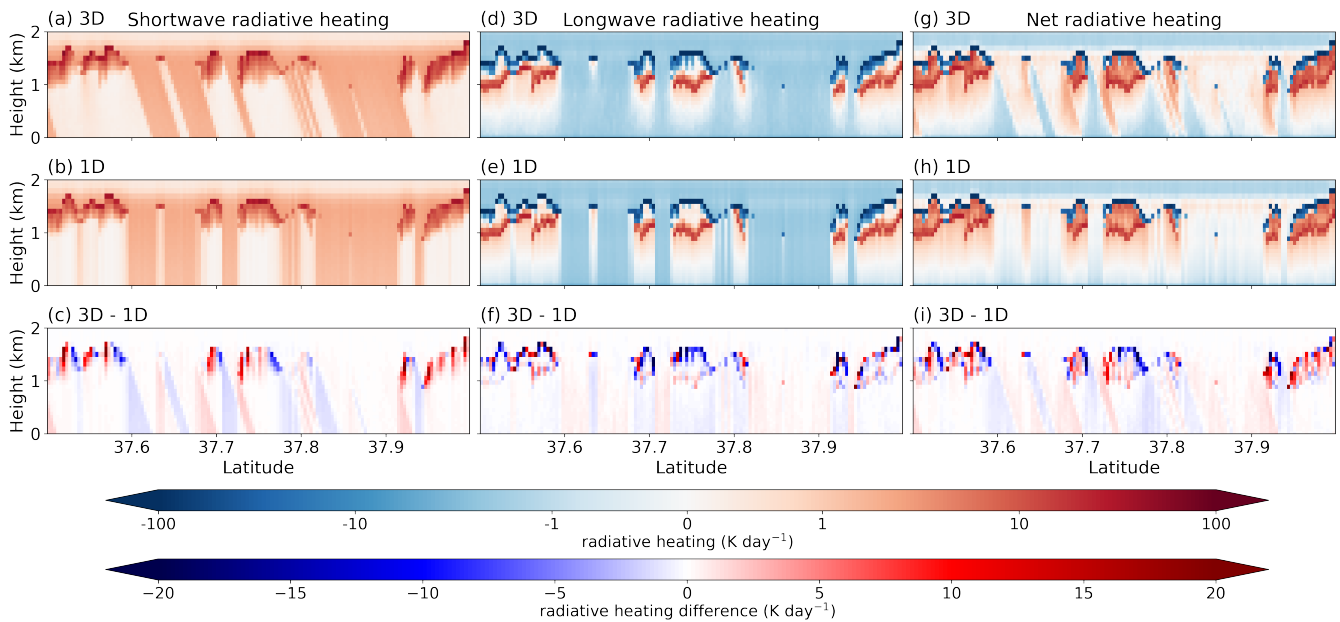 (a) 3D Shortwave radiative heating
(d) 3D Longwave radiative heating
(g) 3D Net radiative heating
2
1
0
Height (km)
(b) 1D
(e) 1D
(h) 1D
2
1
0
Height (km)
(c) 3D - 1D
(f) 3D - 1D
(i) 3D - 1D
2
1
0
Height (km)
37.6 37.7 37.8 37.9
37.6 37.7 37.8 37.9
37.6 37.7 37.8 37.9
Latitude
Latitude
Latitude
-100 -10 -1 0 1 10 100
radiative heating (K day⁻¹)
−20 −15 −10 −5 0 5 10 15 20
radiative heating difference (K day⁻¹)